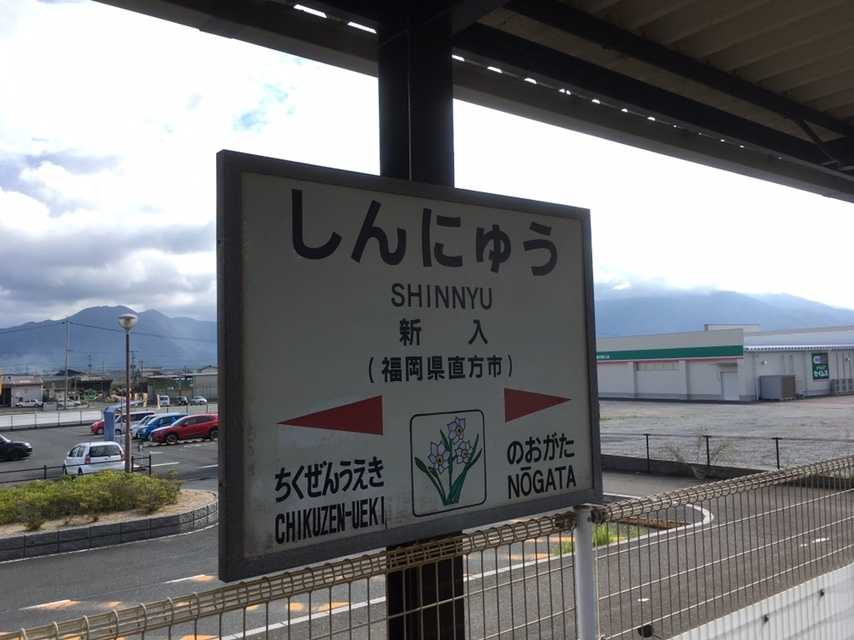 しんにゅう
SHINNYU
新 入
(福岡県直方市)
ちくぜんうえき
CHIKUZEN-UEKI
のおがた
NŌGATA